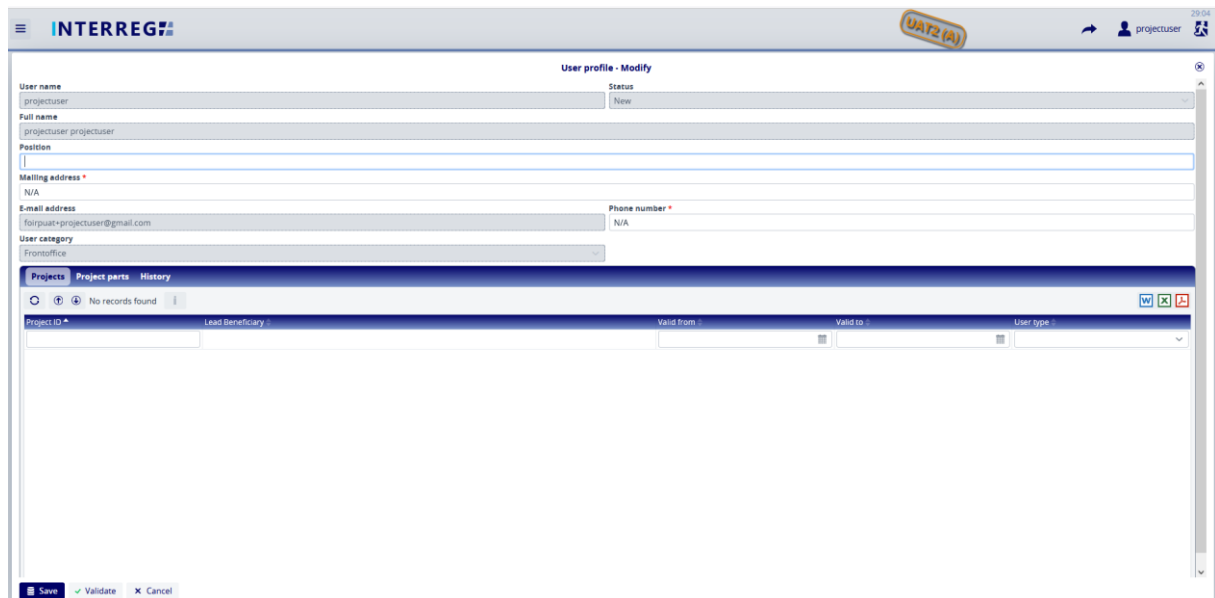 29:04
INTERREG
UAT2 (A)
projectuser
User profile - Modify
User name
Status
projectuser
New
Full name
projectuser projectuser
Position
Mailing address *
N/A
E-mail address
Phone number *
foirpuat+projectuser@gmail.com
N/A
User category
Frontoffice
Projects Project parts History
No records found
W X
Project ID Lead Beneficiary Valid from Valid to User type
Save Validate Cancel